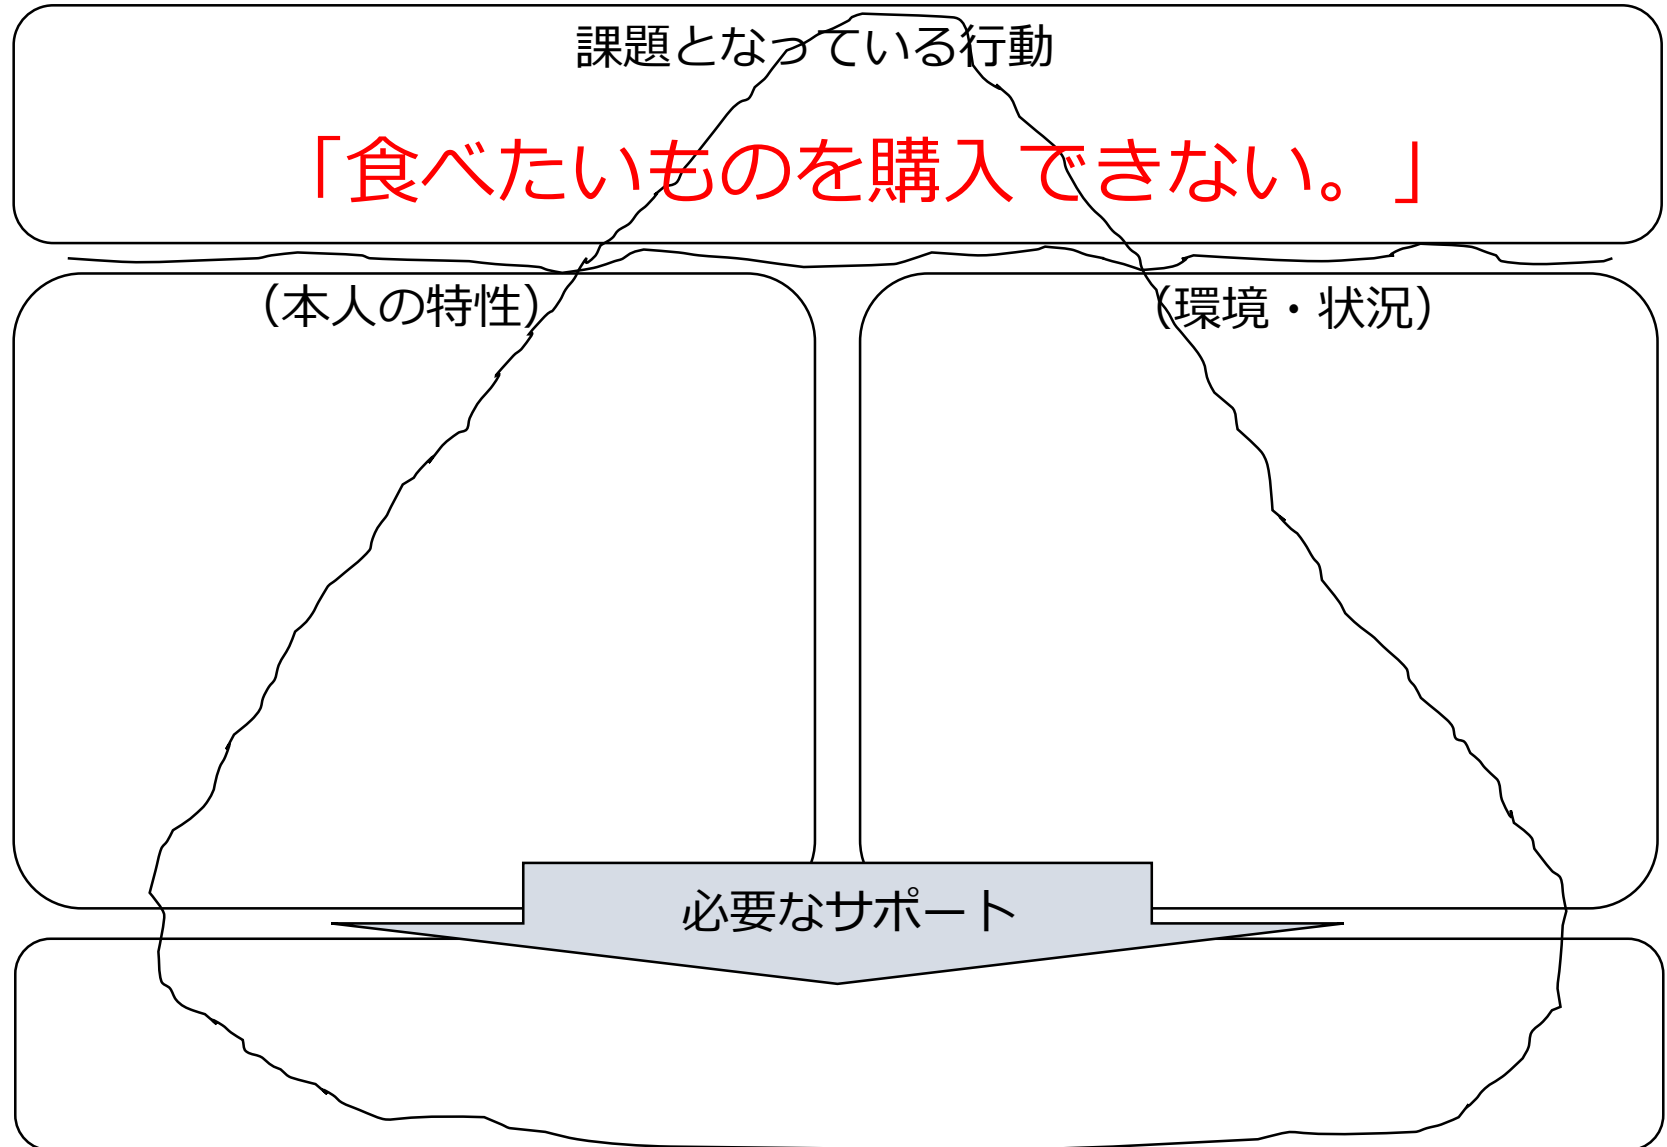 課題となっている行動
「食べたいものを購入できない。」
（本人の特性）
（環境・状況）
必要なサポート